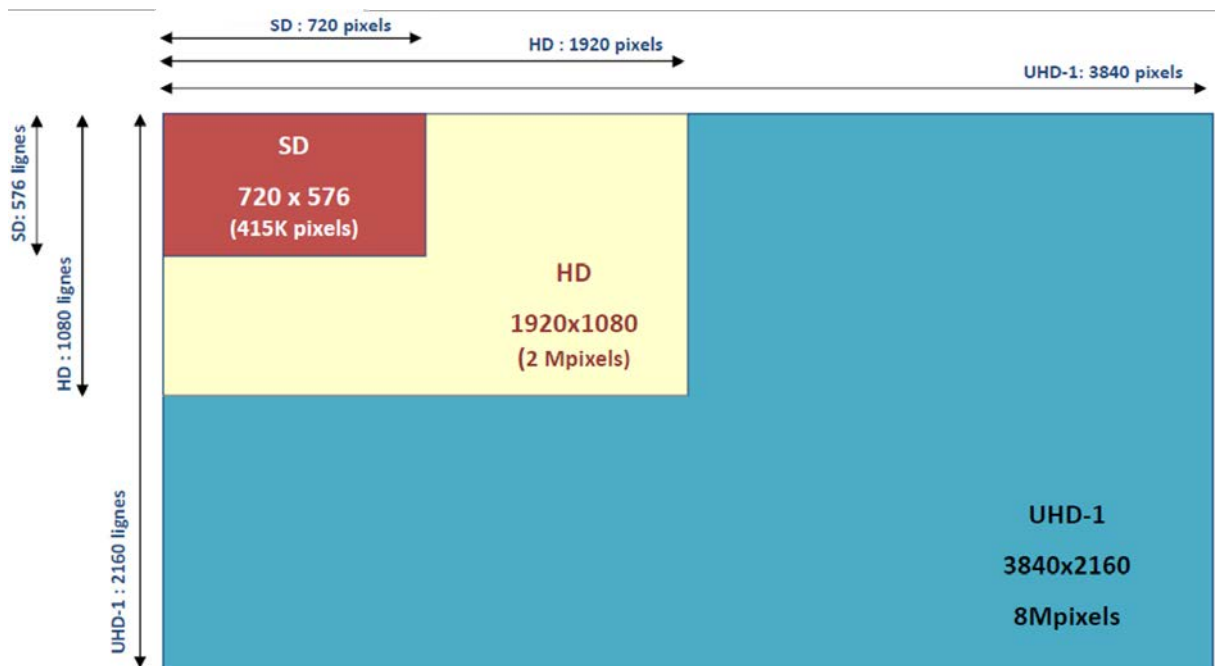 SD : 720 pixels
HD : 1920 pixels
UHD-1: 3840 pixels
SD: 576 lignes
HD : 1080 lignes
UHD-1 : 2160 lignes
SD
720 x 576
(415K pixels)
HD
1920x1080
(2 Mpixels)
UHD-1
3840x2160
8Mpixels